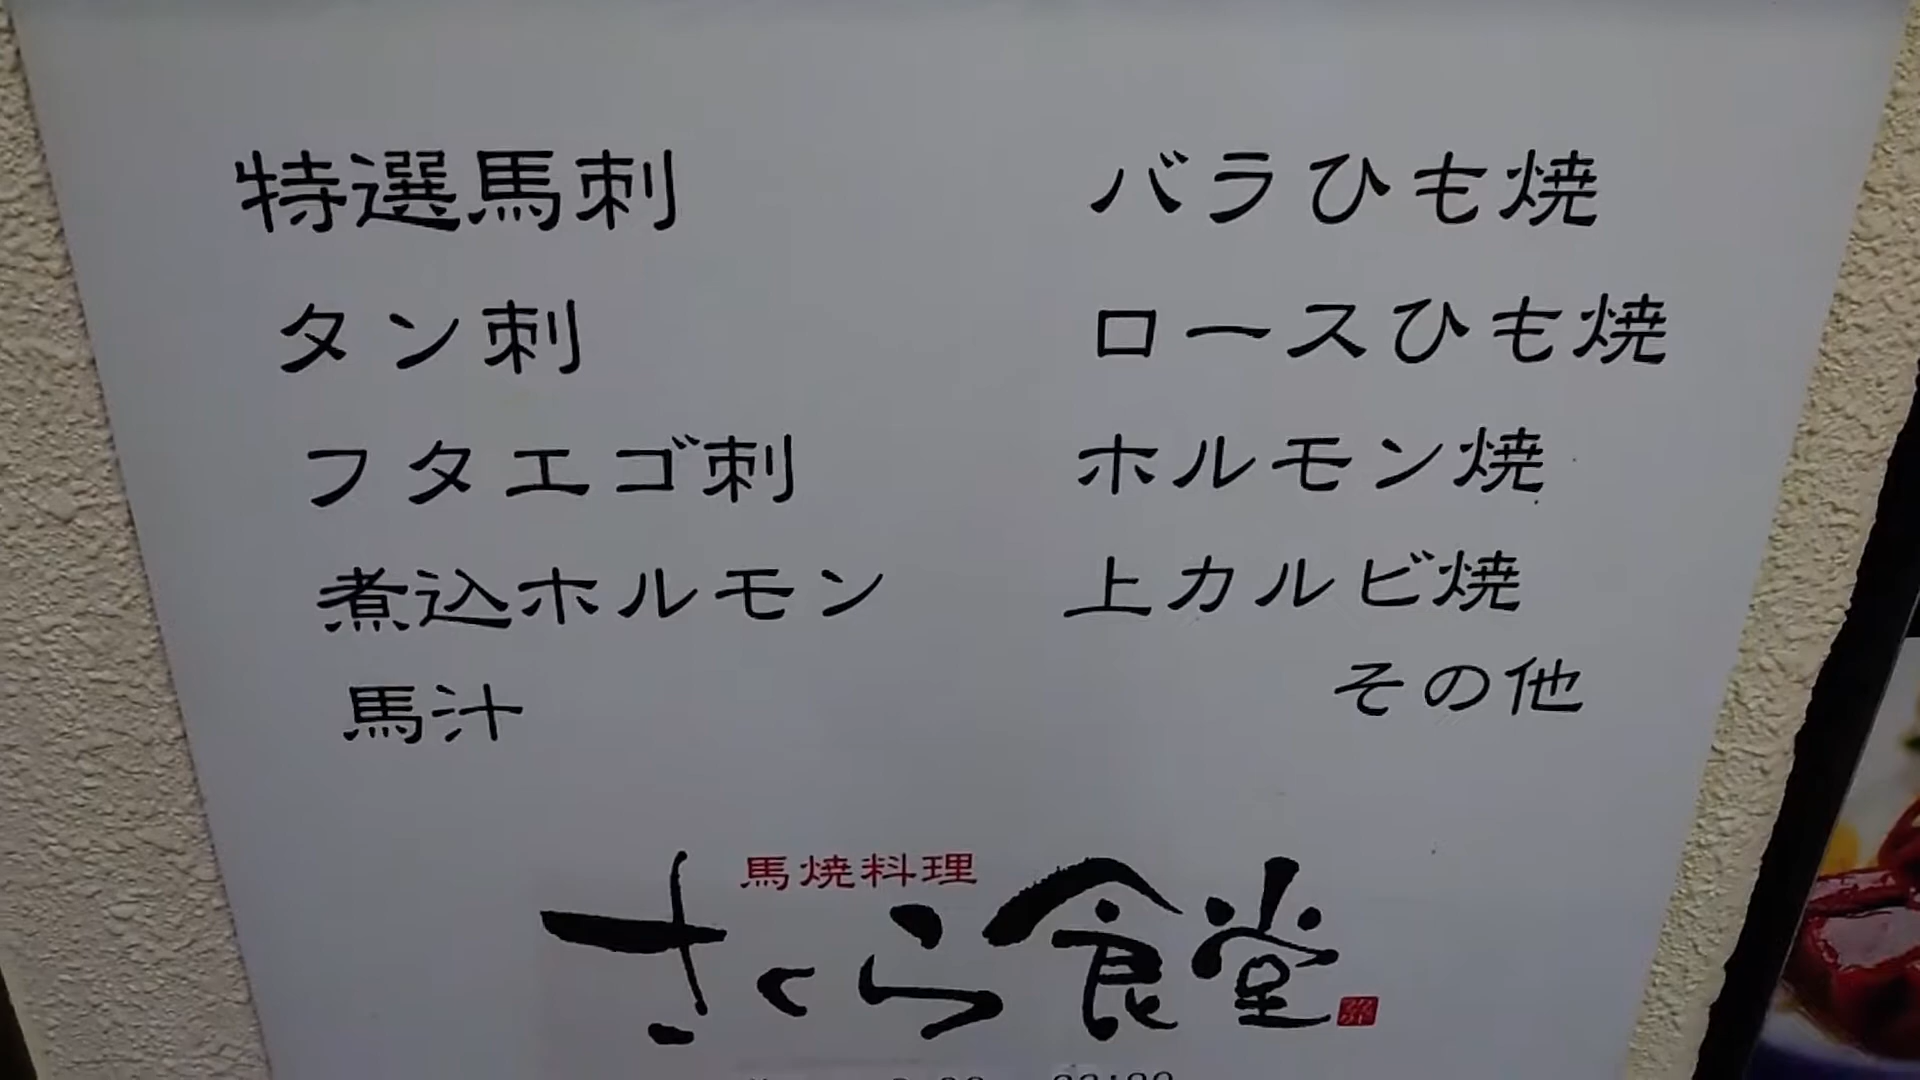 特選馬刺
タン刺
フタエゴ刺
煮込ホルモン
馬汁
バラひも焼
ロースひも焼
ホルモン焼
上カルビ焼
その他
馬焼料理
さくら食堂